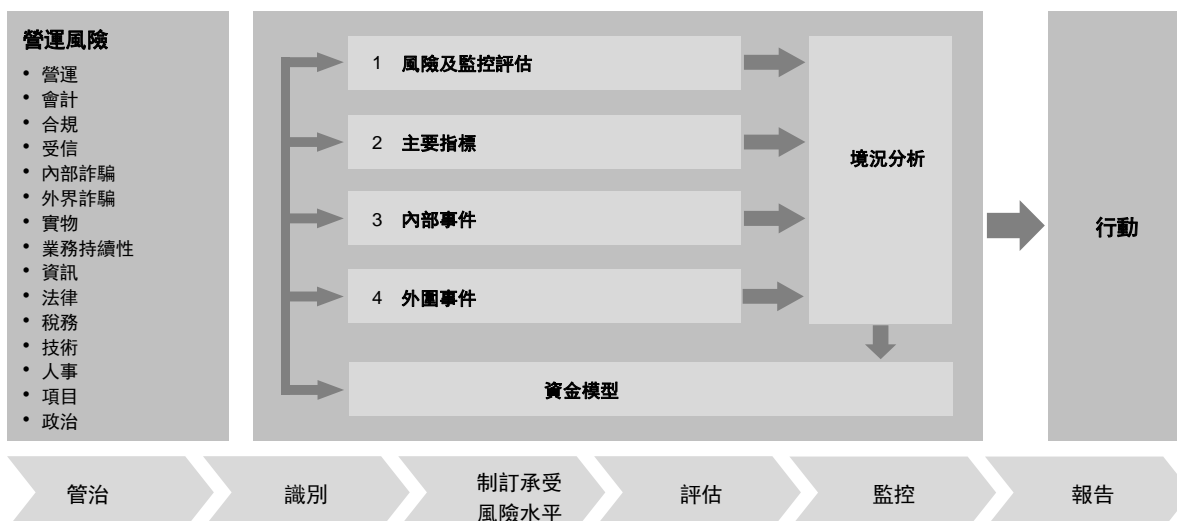 營運風險
• 營運
• 會計
• 合規
• 受信
• 內部詐騙
• 外界詐騙
• 實物
• 業務持續性
• 資訊
• 法律
• 稅務
• 技術
• 人事
• 項目
• 政治
1 風險及監控評估
2 主要指標
3 內部事件
4 外圍事件
境況分析
資金模型
行動
管治
識別
制訂承受
風險水平
評估
監控
報告